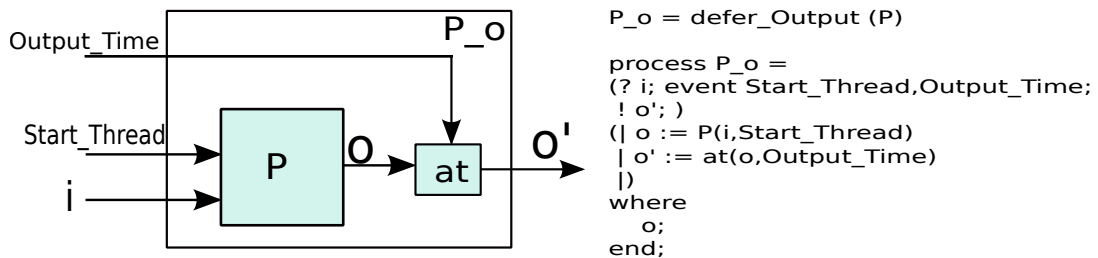 P_o
Output_Time
Start_Thread
i
P
o
at
o'
P_o = defer_Output (P)
process P_o =
(? i; event Start_Thread,Output_Time;
! o'; )
(| o := P(i,Start_Thread)
| o' := at(o,Output_Time)
|)
where
o;
end;